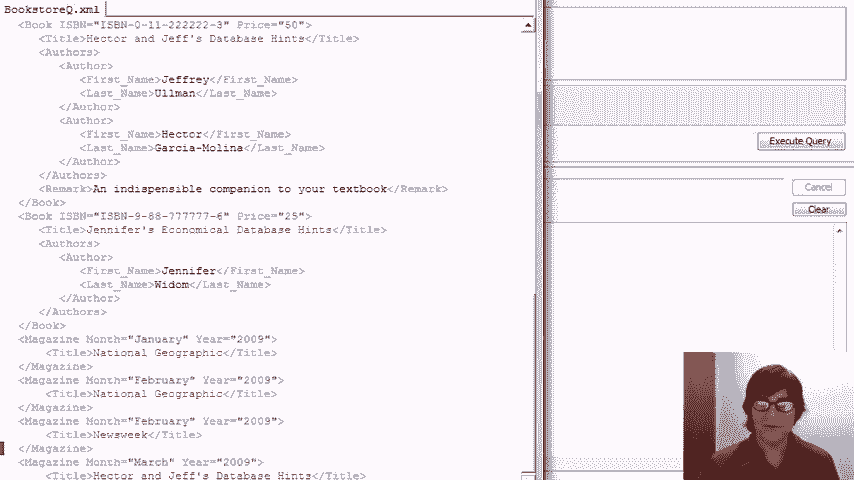 BookstoreQ.xml
<Book ISBN="ISBN-0-11-222222-3" Price="50">
<Title>Hector and Jeff's Database Hints</Title>
<Authors>
<Author>
<First_Name>Jeffrey</First_Name>
<Last_Name>Ullman</Last_Name>
</Author>
<Author>
<First_Name>Hector</First_Name>
<Last_Name>Garcia-Molina</Last_Name>
</Author>
</Authors>
<Remark>An indispensible companion to your textbook</Remark>
</Book>
<Book ISBN="ISBN-9-88-777777-6" Price="25">
<Title>Jennifer's Economical Database Hints</Title>
<Authors>
<Author>
<First_Name>Jennifer</First_Name>
<Last_Name>Widom</Last_Name>
</Author>
</Authors>
</Book>
<Magazine Month="January" Year="2009">
<Title>National Geographic</Title>
</Magazine>
<Magazine Month="February" Year="2009">
<Title>National Geographic</Title>
</Magazine>
<Magazine Month="February" Year="2009">
<Title>Newsweek</Title>
</Magazine>
<Magazine Month="March" Year="2009">
<Title>Hector and Jeff's Database Hints</Title>
Execute Query
Cancel
Clear